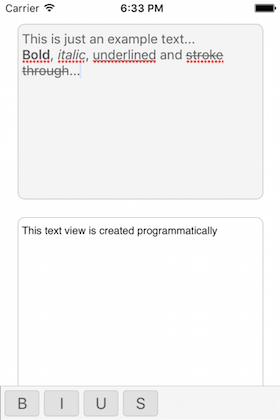 Carrier 6:33 PM
This is just an example text...
Bold, italic, underlined and stroke
through...
This text view is created programmatically
B I U S